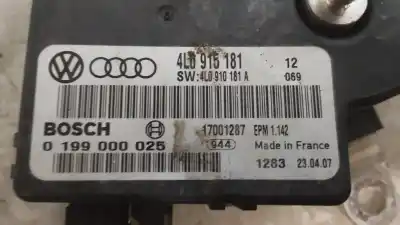 4L0 915 181 12
SW:4L0 910 181 A 069
BOSCH 17001287 EPM 1.142
0 199 000 025 944 Made in France
1283 23.04.07